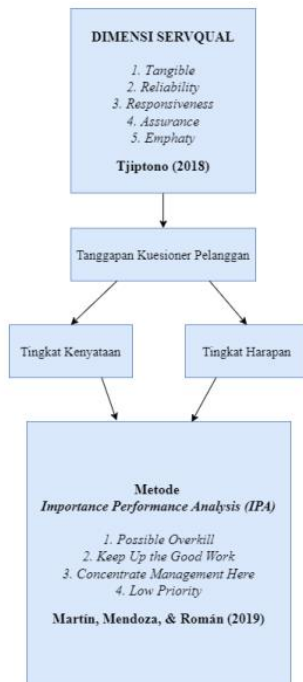 DIMENSI SERVQUAL
1. Tangible
2. Reliability
3. Responsiveness
4. Assurance
5. Emphaty
Tjiptono (2018)
Tanggapan Kuesioner Pelanggan
Tingkat Kenyataan
Tingkat Harapan
Metode
Importance Performance Analysis (IPA)
1. Possible Overkill
2. Keep Up the Good Work
3. Concentrate Management Here
4. Low Priority
Martín, Mendoza, & Román (2019)